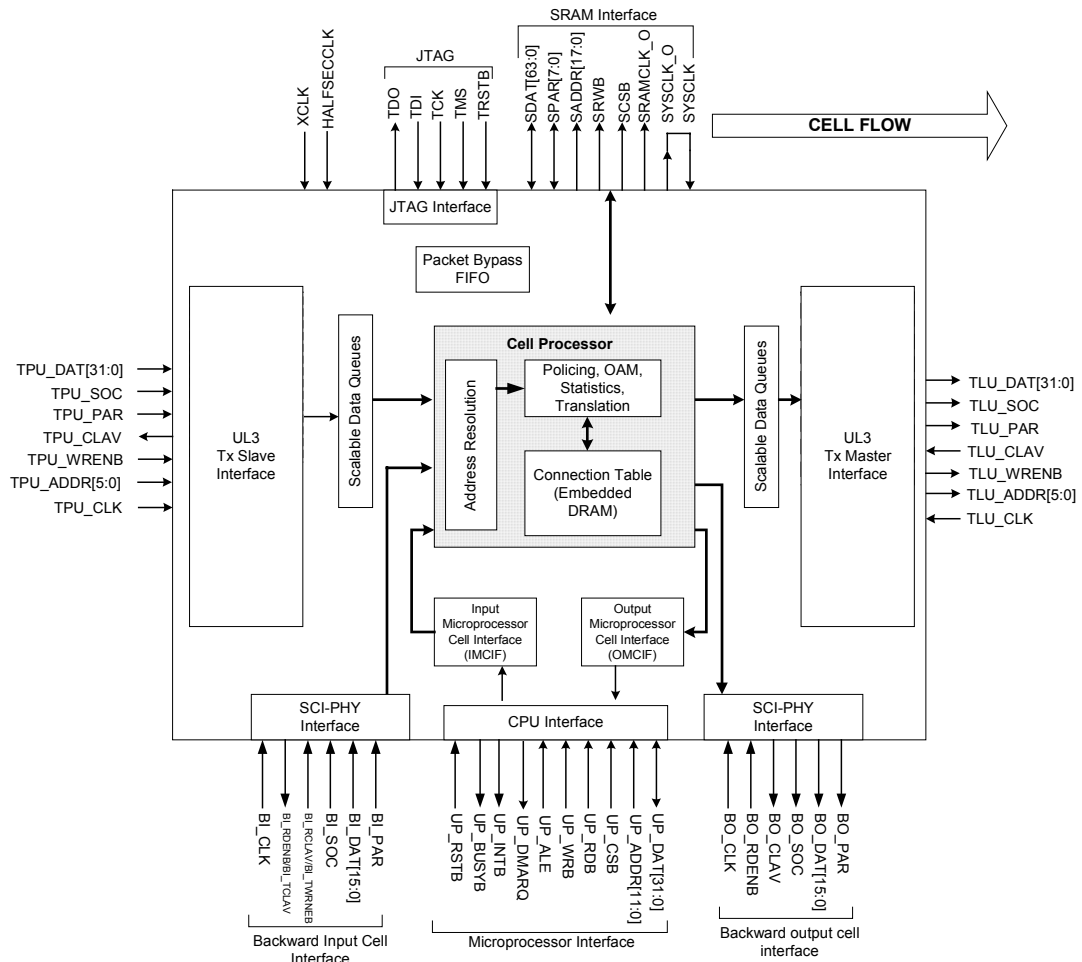 SRAM Interface
JTAG
XCLK
HALFSECCLK
TDO
TDI
TCK
TMS
TRSTB
SDAT[63:0]
SPAR[7:0]
SADDR[17:0]
SRWB
SCSB
SRAMCLK_O
SYSCLK_O
SYSCLK
CELL FLOW
JTAG Interface
Packet Bypass
FIFO
TPU_DAT[31:0]
TPU_SOC
TPU_PAR
TPU_CLAV
TPU_WRENB
TPU_ADDR[5:0]
TPU_CLK
UL3
Tx Slave
Interface
Scalable Data Queues
Cell Processor
Address Resolution
Policing, OAM,
Statistics,
Translation
Connection Table
(Embedded
DRAM)
Scalable Data Queues
UL3
Tx Master
Interface
TLU_DAT[31:0]
TLU_SOC
TLU_PAR
TLU_CLAV
TLU_WRENB
TLU_ADDR[5:0]
TLU_CLK
Input
Microprocessor
Cell Interface
(IMCIF)
Output
Microprocessor
Cell Interface
(OMCIF)
SCI-PHY
Interface
CPU Interface
SCI-PHY
Interface
BI_CLK
BI_RDENB/BI_TCLAV
BI_RCLAV/BI_TWRNEB
BI_SOC
BI_DAT[15:0]
BI_PAR
UP_RSTB
UP_BUSYB
UP_INTB
UP_DMARQ
UP_ALE
UP_WRB
UP_RDB
UP_CSB
UP_ADDR[11:0]
UP_DAT[31:0]
BO_CLK
BO_RDENB
BO_CLAV
BO_SOC
BO_DAT[15:0]
BO_PAR
Backward Input Cell
Interface
Microprocessor Interface
Backward output cell
interface